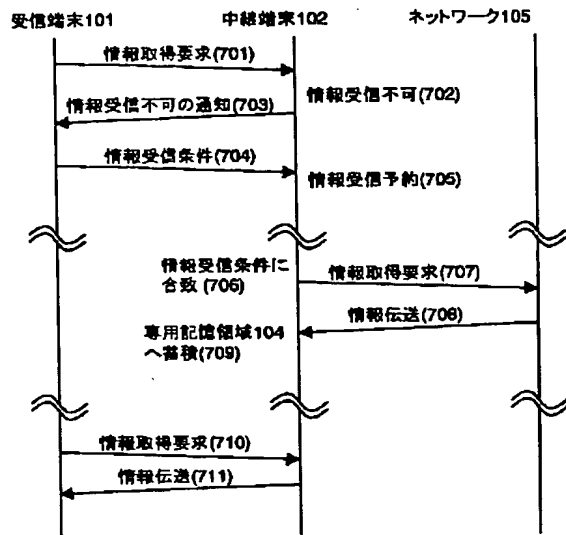 受信端末101
中継端末102
ネットワーク105
情報取得要求(701)
情報受信不可(702)
情報受信不可の通知(703)
情報受信条件(704)
情報受信予約(705)
情報受信条件に
合致(706)
情報取得要求(707)
情報伝送(708)
専用記憶領域104
へ蓄積(709)
情報取得要求(710)
情報伝送(711)